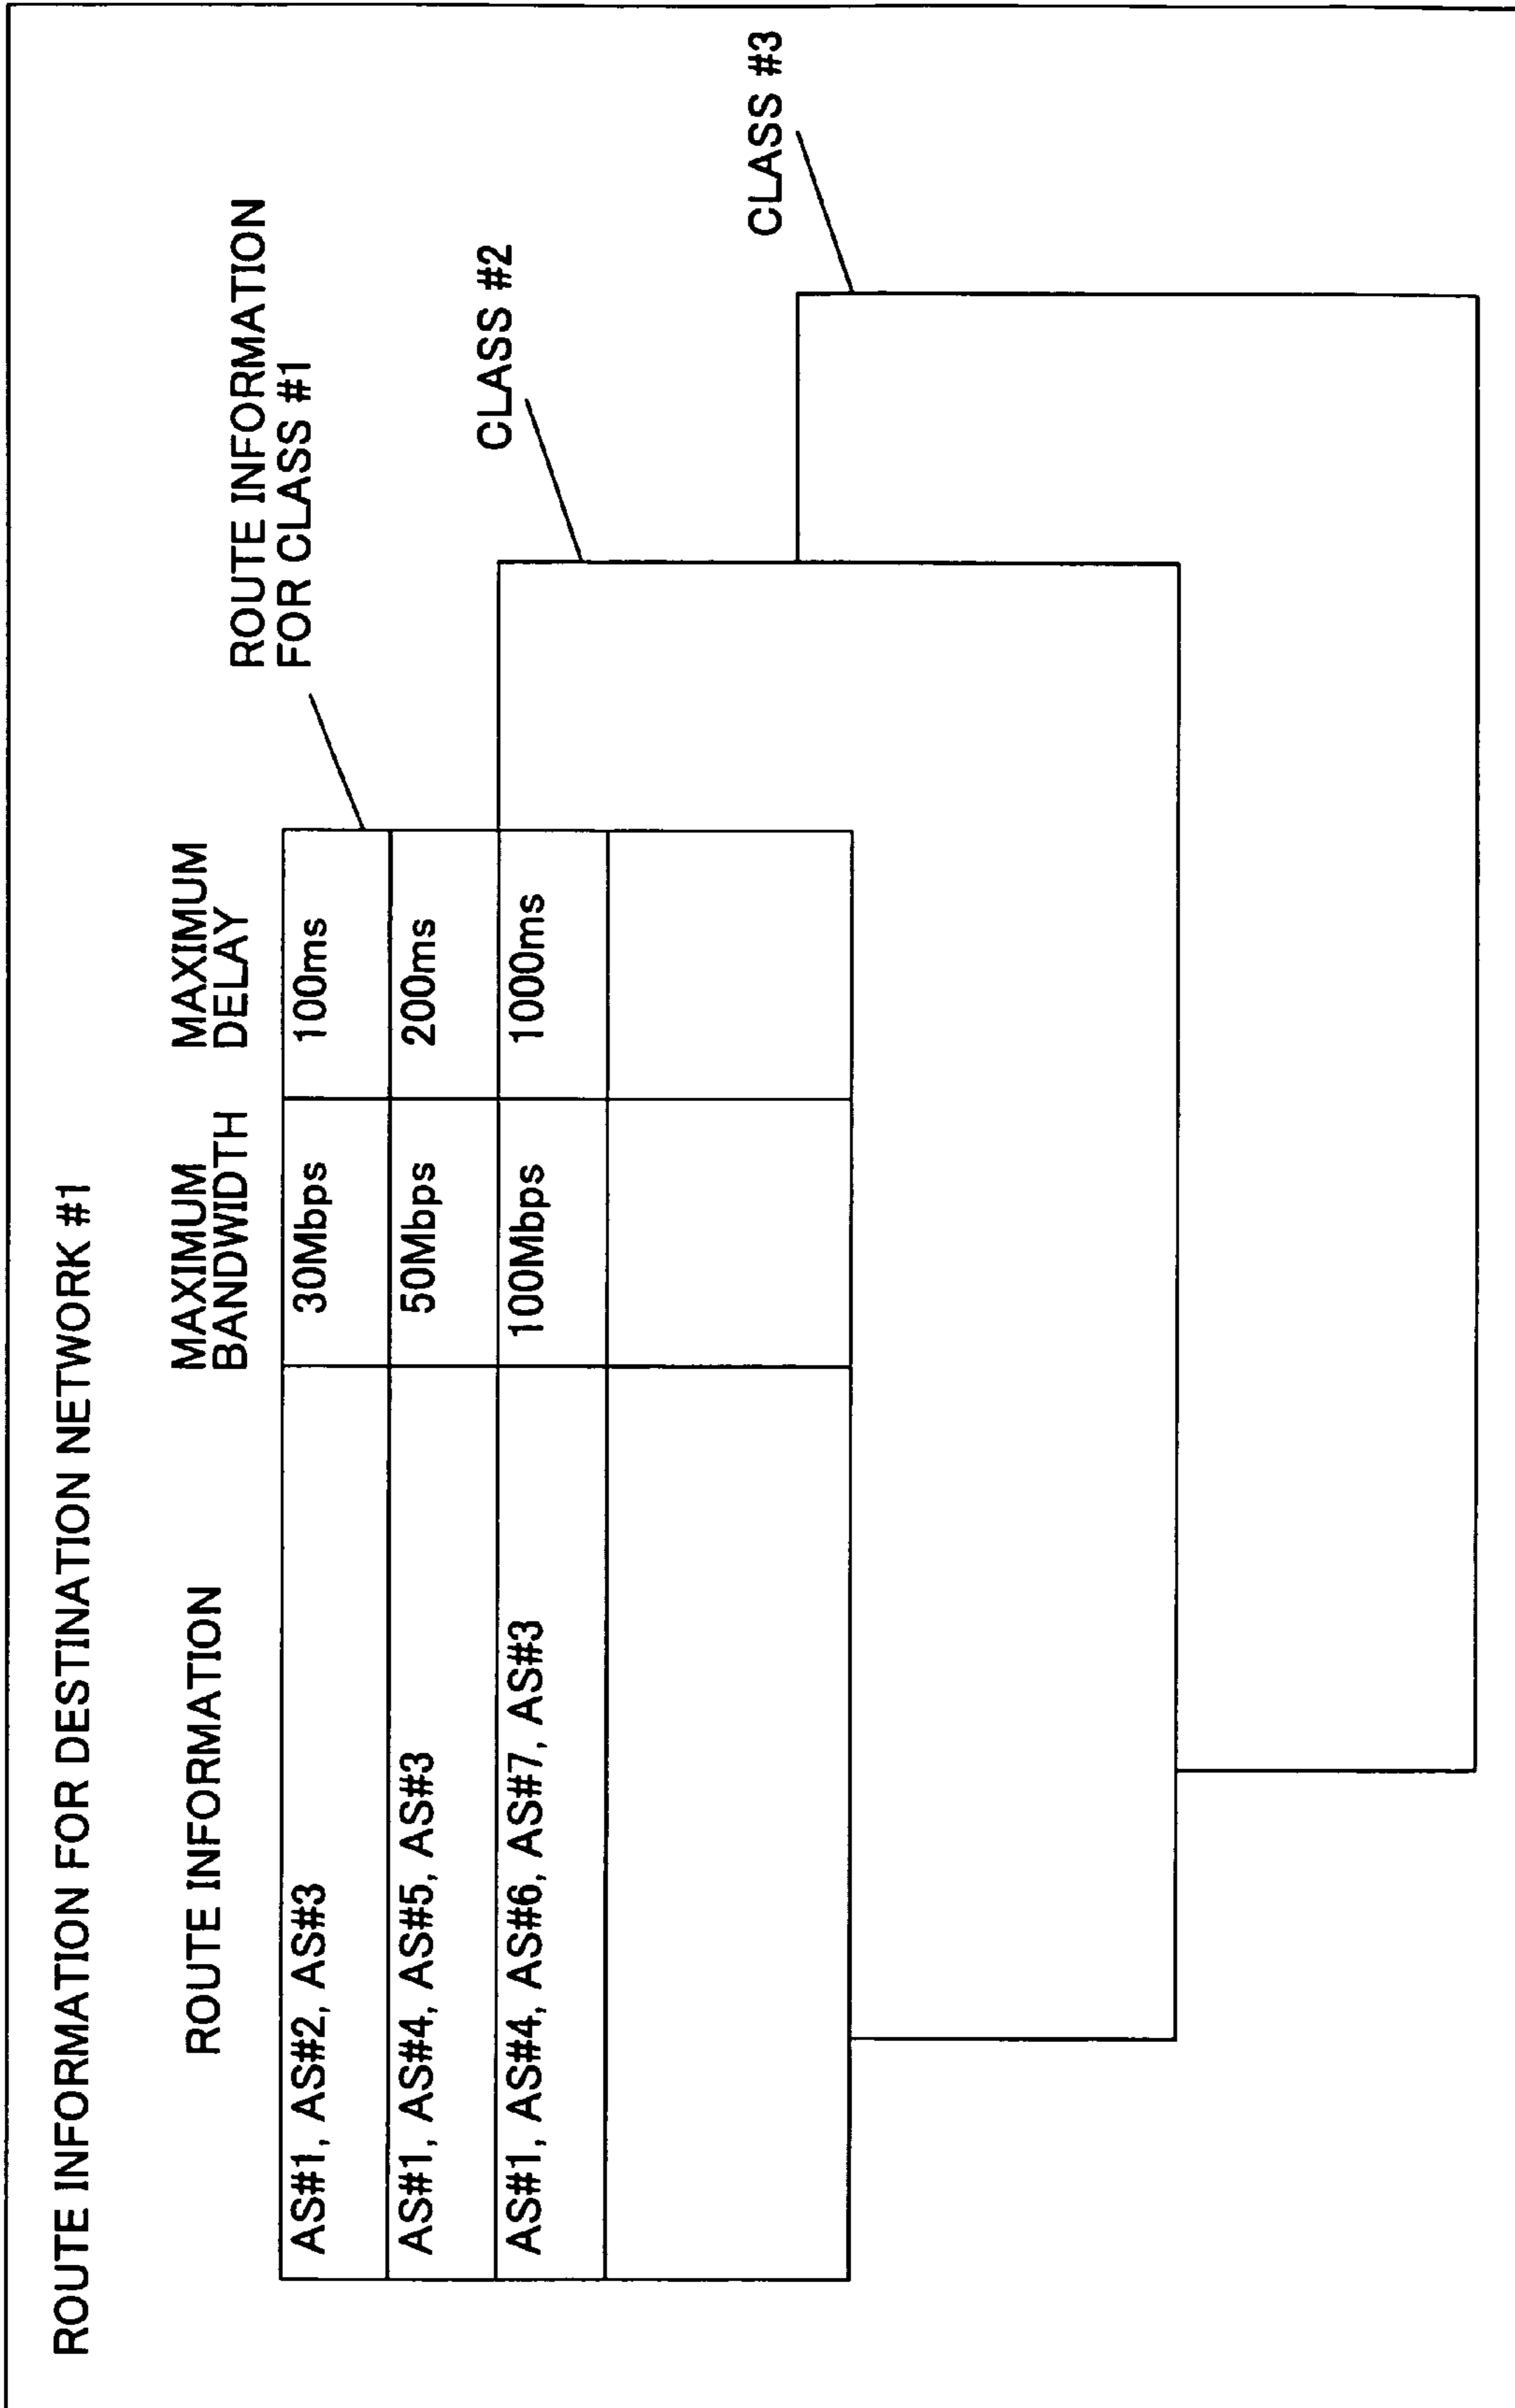 ROUTE INFORMATION FOR DESTINATION NETWORK #1
ROUTE INFORMATION
MAXIMUM
BANDWIDTH
MAXIMUM
DELAY
AS#1, AS#2, AS#3
30Mbps
100ms
AS#1, AS#4, AS#5, AS#3
50Mbps
200ms
AS#1, AS#4, AS#6, AS#7, AS#3
100Mbps
1000ms
ROUTE INFORMATION
FOR CLASS #1
CLASS #2
CLASS #3